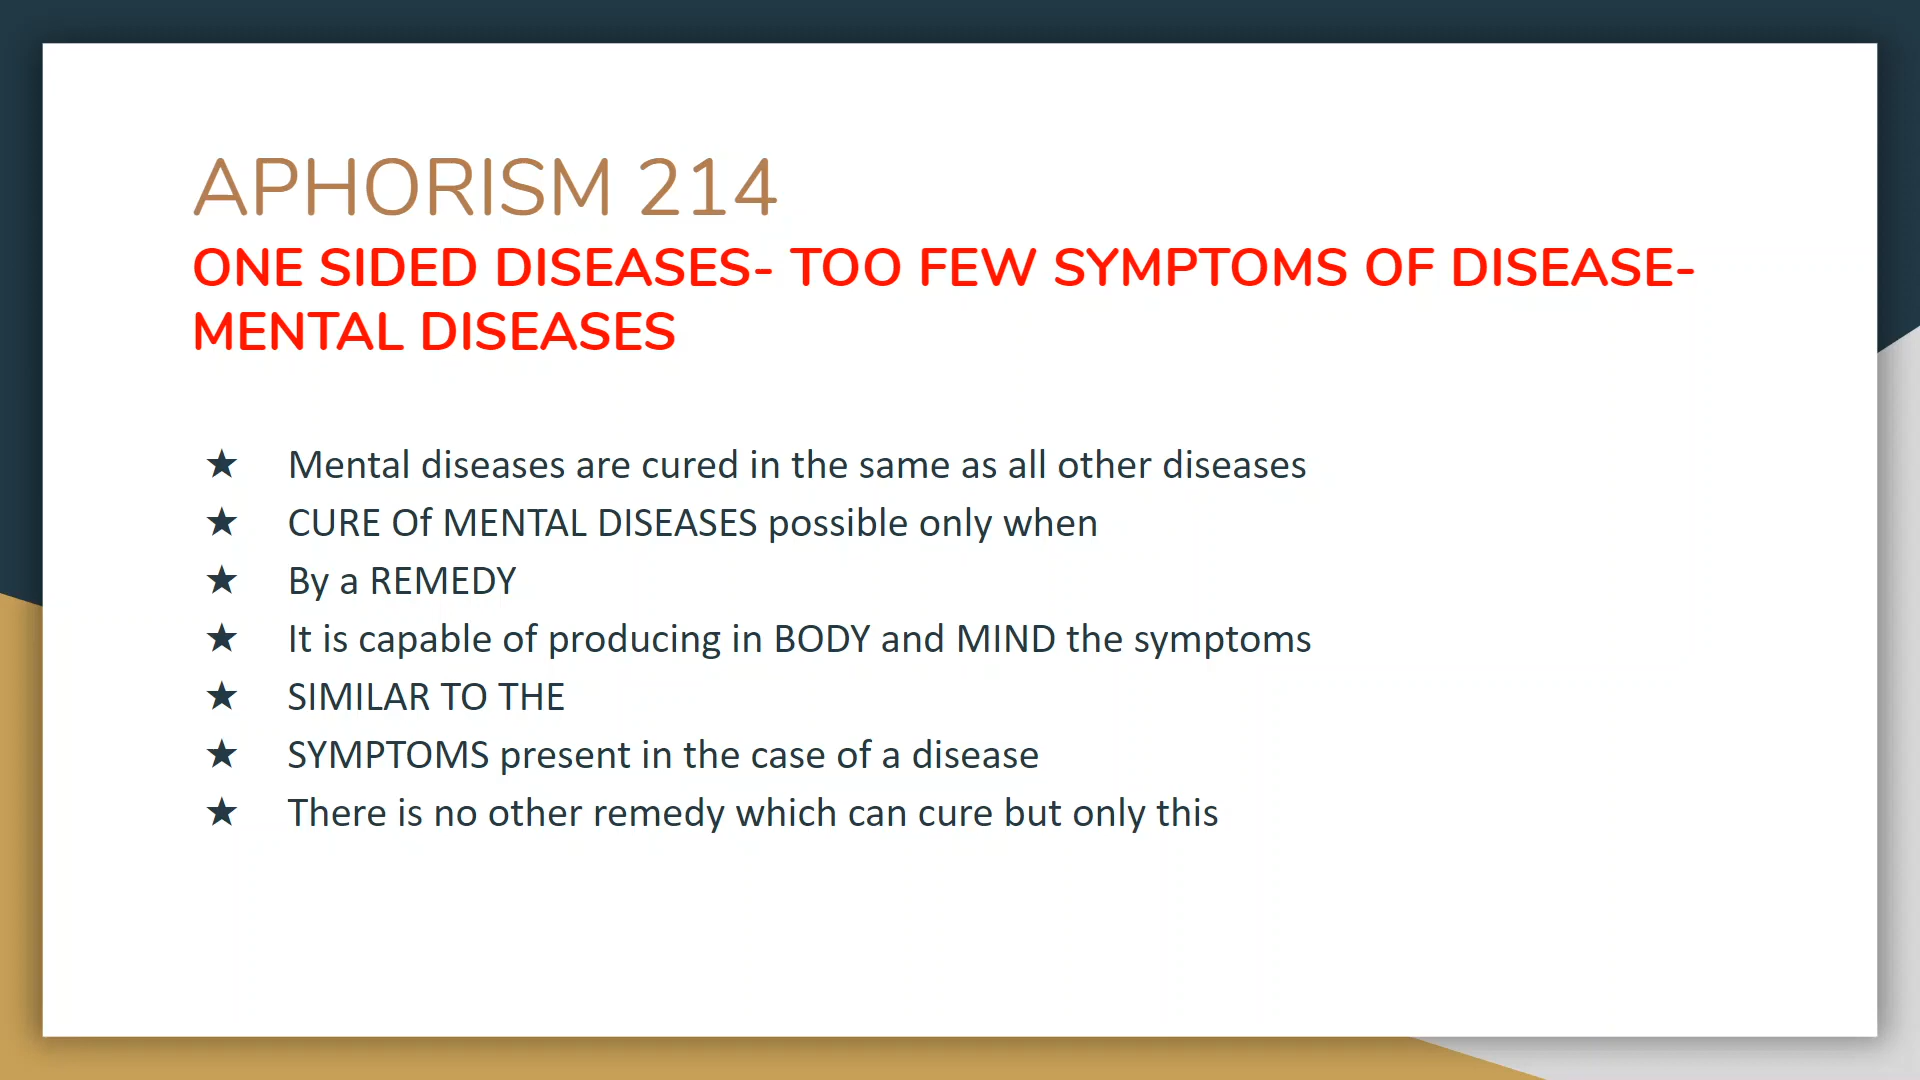 APHORISM 214
ONE SIDED DISEASES- TOO FEW SYMPTOMS OF DISEASE-
MENTAL DISEASES
★ Mental diseases are cured in the same as all other diseases
★ CURE Of MENTAL DISEASES possible only when
★ By a REMEDY
★ It is capable of producing in BODY and MIND the symptoms
★ SIMILAR TO THE
★ SYMPTOMS present in the case of a disease
★ There is no other remedy which can cure but only this